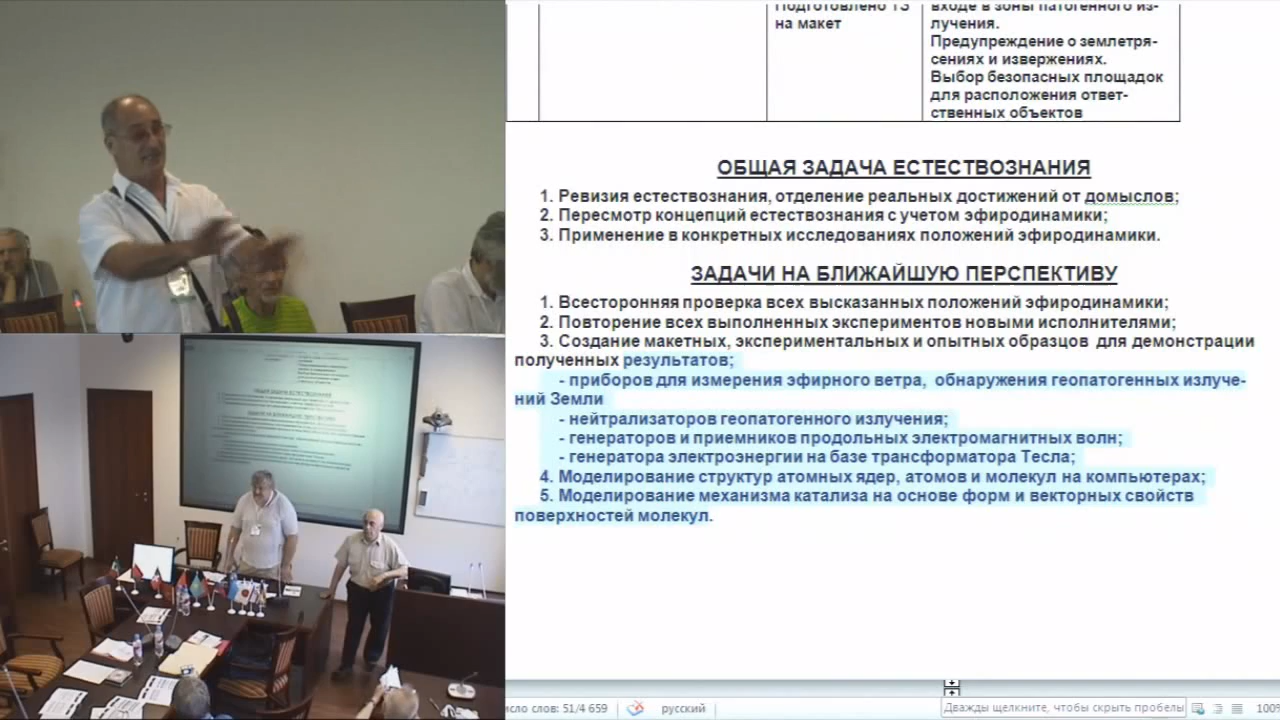 Подготовлено ТЗ
на макет
входе в зоны патогенного из-
лучения.
Предупреждение о землетря-
сениях и извержениях.
Выбор безопасных площадок
для расположения ответ-
ственных объектов
ОБЩАЯ ЗАДАЧА ЕСТЕСТВОЗНАНИЯ
1. Ревизия естествознания, отделение реальных достижений от домыслов;
2. Пересмотр концепций естествознания с учетом эфиродинамики;
3. Применение в конкретных исследованиях положений эфиродинамики.
ЗАДАЧИ НА БЛИЖАЙШУЮ ПЕРСПЕКТИВУ
1. Всесторонняя проверка всех высказанных положений эфиродинамики;
2. Повторение всех выполненных экспериментов новыми исполнителями;
3. Создание макетных, экспериментальных и опытных образцов для демонстрации
полученных результатов;
- приборов для измерения эфирного ветра, обнаружения геопатогенных излуче-
ний Земли
- нейтрализаторов геопатогенного излучения;
- генераторов и приемников продольных электромагнитных волн;
- генератора электроэнергии на базе трансформатора Тесла;
4. Моделирование структур атомных ядер, атомов и молекул на компьютерах;
5. Моделирование механизма катализа на основе форм и векторных свойств
поверхностей молекул.
исло слов: 51/4 659 русский Дважды щелкните, чтобы скрыть пробелы 100%